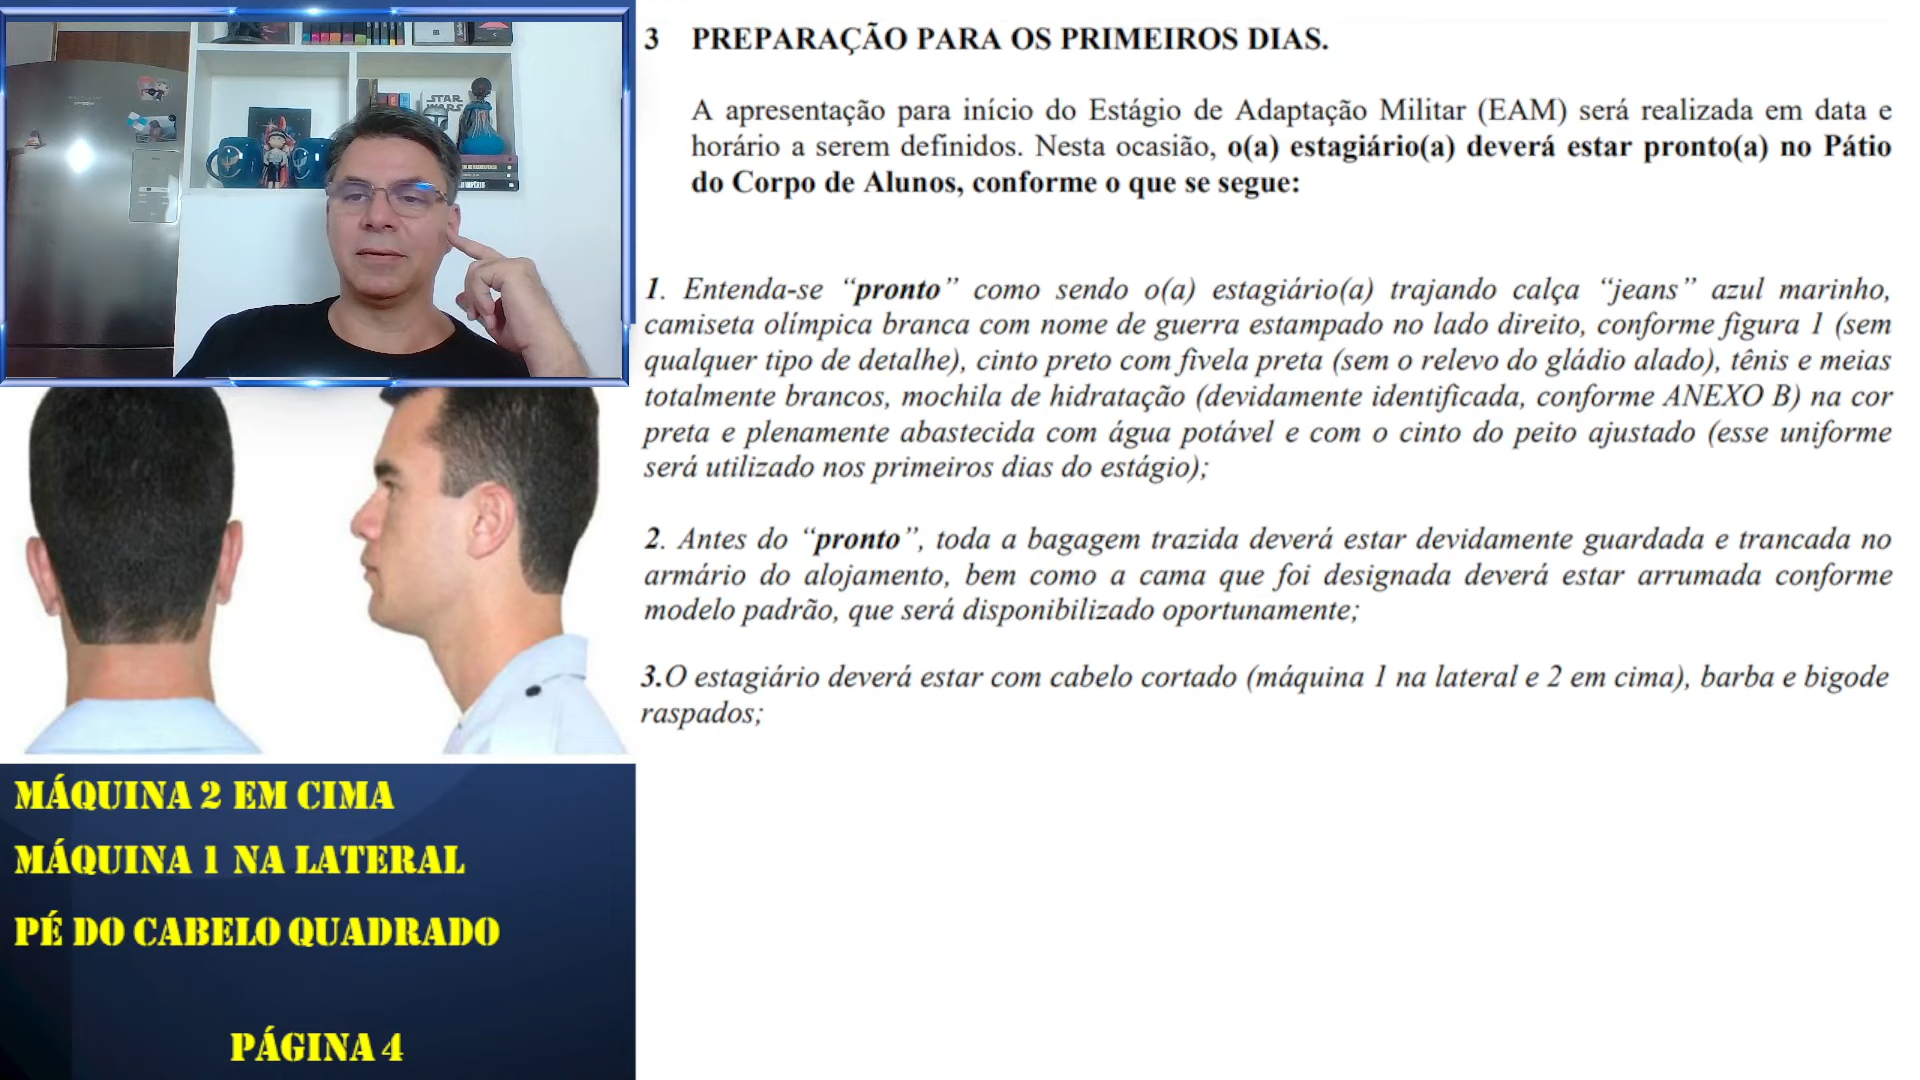 STAR
WARS
3 PREPARAÇÃO PARA OS PRIMEIROS DIAS.
A apresentação para início do Estágio de Adaptação Militar (EAM) será realizada em data e
horário a serem definidos. Nesta ocasião, o(a) estagiário(a) deverá estar pronto(a) no Pátio
do Corpo de Alunos, conforme o que se segue:
1. Entenda-se “pronto” como sendo o(a) estagiário(a) trajando calça “jeans” azul marinho,
camiseta olímpica branca com nome de guerra estampado no lado direito, conforme figura 1 (sem
qualquer tipo de detalhe), cinto preto com fivela preta (sem o relevo do gládio alado), tênis e meias
totalmente brancos, mochila de hidratação (devidamente identificada, conforme ANEXO B) na cor
preta e plenamente abastecida com água potável e com o cinto do peito ajustado (esse uniforme
será utilizado nos primeiros dias do estágio);
2. Antes do “pronto”, toda a bagagem trazida deverá estar devidamente guardada e trancada no
armário do alojamento, bem como a cama que foi designada deverá estar arrumada conforme
modelo padrão, que será disponibilizado oportunamente;
3.O estagiário deverá estar com cabelo cortado (máquina 1 na lateral e 2 em cima), barba e bigode
raspados;
MÁQUINA 2 EM CIMA
MÁQUINA 1 NA LATERAL
PÉ DO CABELO QUADRADO
PÁGINA 4